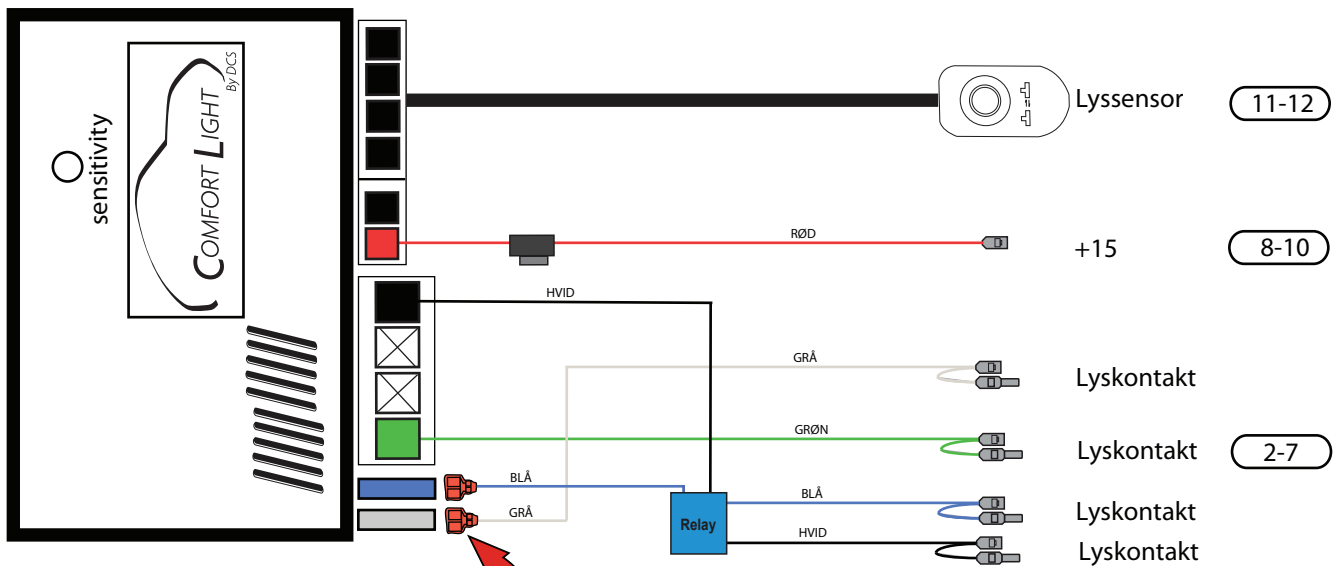 sensitivity
COMFORT LIGHT
By DCS
Lyssensor
11-12
RØD
+15
8-10
HVID
GRÅ
Lyskontakt
GRØN
Lyskontakt
2-7
BLÅ
GRÅ
Relay
BLÅ
Lyskontakt
HVID
Lyskontakt